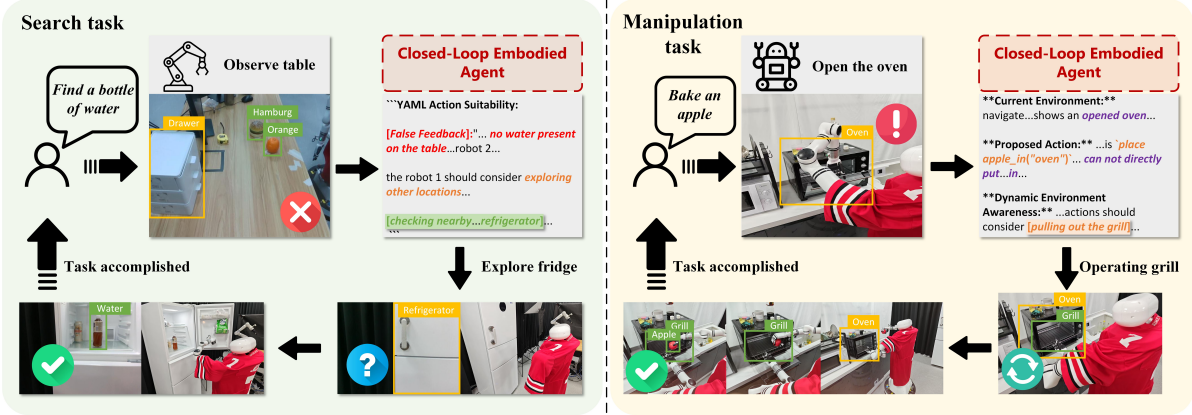 Search task
Find a bottle
of water
Observe table
Drawer
Hamburg
Orange
Closed-Loop Embodied
Agent
```YAML Action Suitability:
[False Feedback]:"... no water present
on the table...robot 2...
the robot 1 should consider exploring
other locations...
[checking nearby...refrigerator]...
```
Explore fridge
Refrigerator
Water
Task accomplished
Manipulation
task
Bake an
apple
Open the oven
Oven
Closed-Loop Embodied
Agent
**Current Environment:**
navigate...shows an opened oven...
**Proposed Action:** ...is `place
apple_in("oven")`... can not directly
put...in...
**Dynamic Environment
Awareness:** ...actions should
consider [pulling out the grill]...
Operating grill
Oven
Grill
Grill
Apple
Grill
Oven
Task accomplished